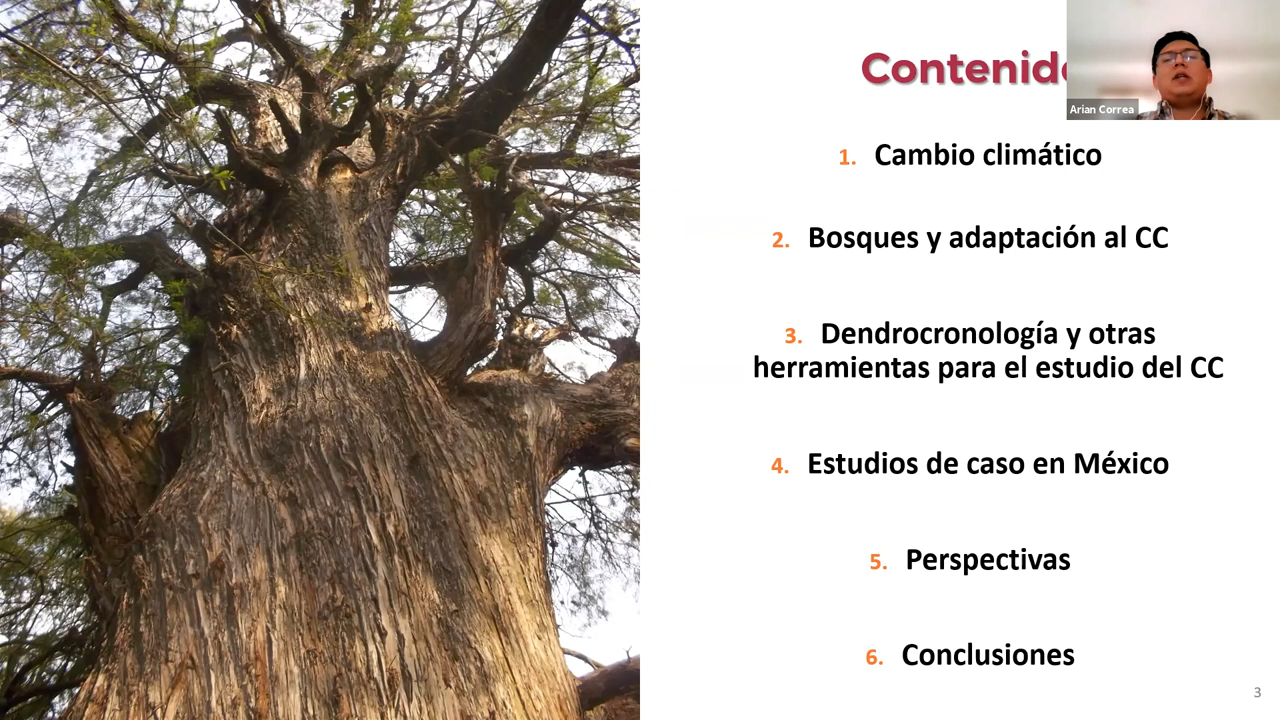 Contenid
Arian Correa
1. Cambio climático
2. Bosques y adaptación al CC
3. Dendrocronología y otras
herramientas para el estudio del CC
4. Estudios de caso en México
5. Perspectivas
6. Conclusiones
3